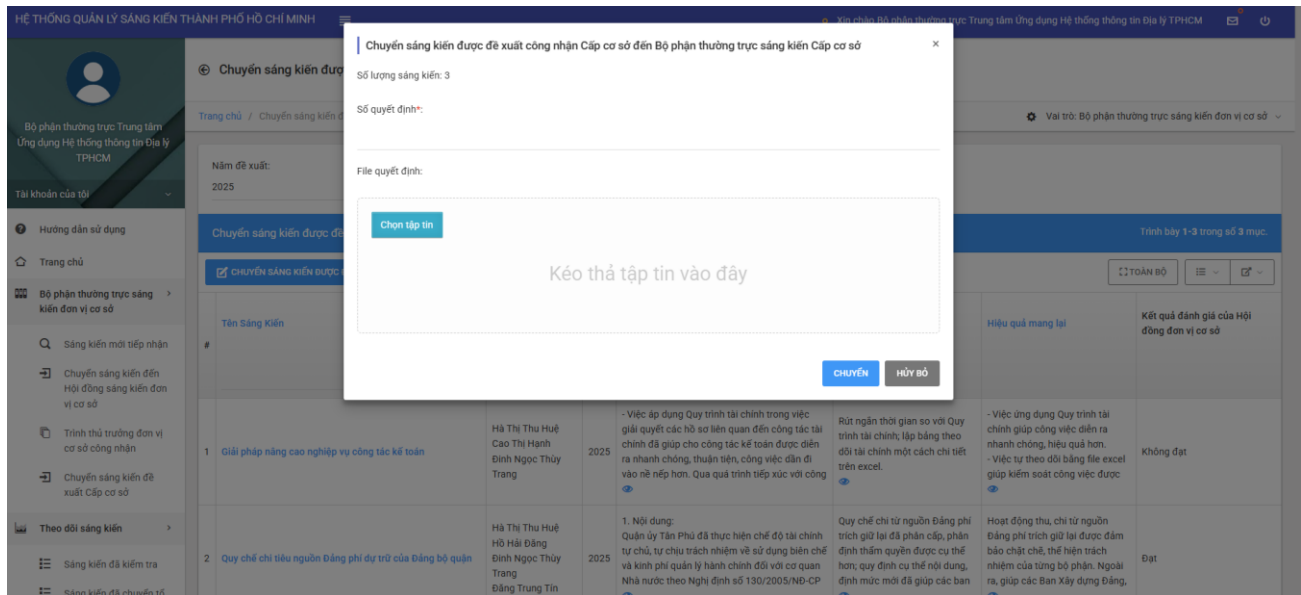 HỆ THỐNG QUẢN LÝ SÁNG KIẾN THÀNH PHỐ HỒ CHÍ MINH
Xin chào Bộ phận thường trực Trung tâm Ứng dụng Hệ thống thông tin Địa lý TPHCM
Bộ phận thường trực Trung tâm
Ứng dụng Hệ thống thông tin Địa lý
TPHCM
Tài khoản của tôi
Hướng dẫn sử dụng
Trang chủ
Bộ phận thường trực sáng
kiến đơn vị cơ sở
Sáng kiến mới tiếp nhận
Chuyển sáng kiến đến
Hội đồng sáng kiến đơn
vị cơ sở
Trình thủ trưởng đơn vị
cơ sở công nhận
Chuyển sáng kiến đề
xuất Cấp cơ sở
Theo dõi sáng kiến
Sáng kiến đã kiểm tra
Sáng kiến đã chuyển tổ
Chuyển sáng kiến đượ
Trang chủ / Chuyển sáng kiến đ
Vai trò: Bộ phận thường trực sáng kiến đơn vị cơ sở
Năm đề xuất:
2025
Chuyển sáng kiến được đề
Trình bày 1-3 trong số 3 mục.
CHUYỂN SÁNG KIẾN ĐƯỢC
TOÀN BỘ
Chuyển sáng kiến được đề xuất công nhận Cấp cơ sở đến Bộ phận thường trực sáng kiến Cấp cơ sở
×
Số lượng sáng kiến: 3
Số quyết định*:
File quyết định:
Chọn tập tin
Kéo thả tập tin vào đây
CHUYỂN
HỦY BỎ
#
Tên Sáng Kiến
Hiệu quả mang lại
Kết quả đánh giá của Hội
đồng đơn vị cơ sở
1
Giải pháp nâng cao nghiệp vụ công tác kế toán
Hà Thị Thu Huệ
Cao Thị Hạnh
Đinh Ngọc Thùy
Trang
2025
- Việc áp dụng Quy trình tài chính trong việc
giải quyết các hồ sơ liên quan đến công tác tài
chính đã giúp cho công tác kế toán được diễn
ra nhanh chóng, thuận tiện, công việc dần đi
vào nề nếp hơn. Qua quá trình tiếp xúc với công
Rút ngắn thời gian so với Quy
trình tài chính; lập bảng theo
dõi tài chính một cách chi tiết
trên excel.
- Việc ứng dụng Quy trình tài
chính giúp công việc diễn ra
nhanh chóng, hiệu quả hơn.
- Việc tự theo dõi bằng file excel
giúp kiểm soát công việc được
Không đạt
2
Quy chế chi tiêu nguồn Đảng phí dự trữ của Đảng bộ quận
Hà Thị Thu Huệ
Hồ Hải Đăng
Đinh Ngọc Thùy
Trang
Đặng Trung Tín
2025
1. Nội dung:
Quận ủy Tân Phú đã thực hiện chế độ tài chính
tự chủ, tự chịu trách nhiệm về sử dụng biên chế
và kinh phí quản lý hành chính đối với cơ quan
Nhà nước theo Nghị định số 130/2005/NĐ-CP
Quy chế chi từ nguồn Đảng phí
trích giữ lại đã phân cấp, phân
định thẩm quyền được cụ thể
hơn; quy định cụ thể nội dung,
định mức mới đã giúp các ban
Hoạt động thu, chi từ nguồn
Đảng phí trích giữ lại được đảm
bảo chặt chẽ, thể hiện trách
nhiệm của từng bộ phận. Ngoài
ra, giúp các Ban Xây dựng Đảng,
Đạt